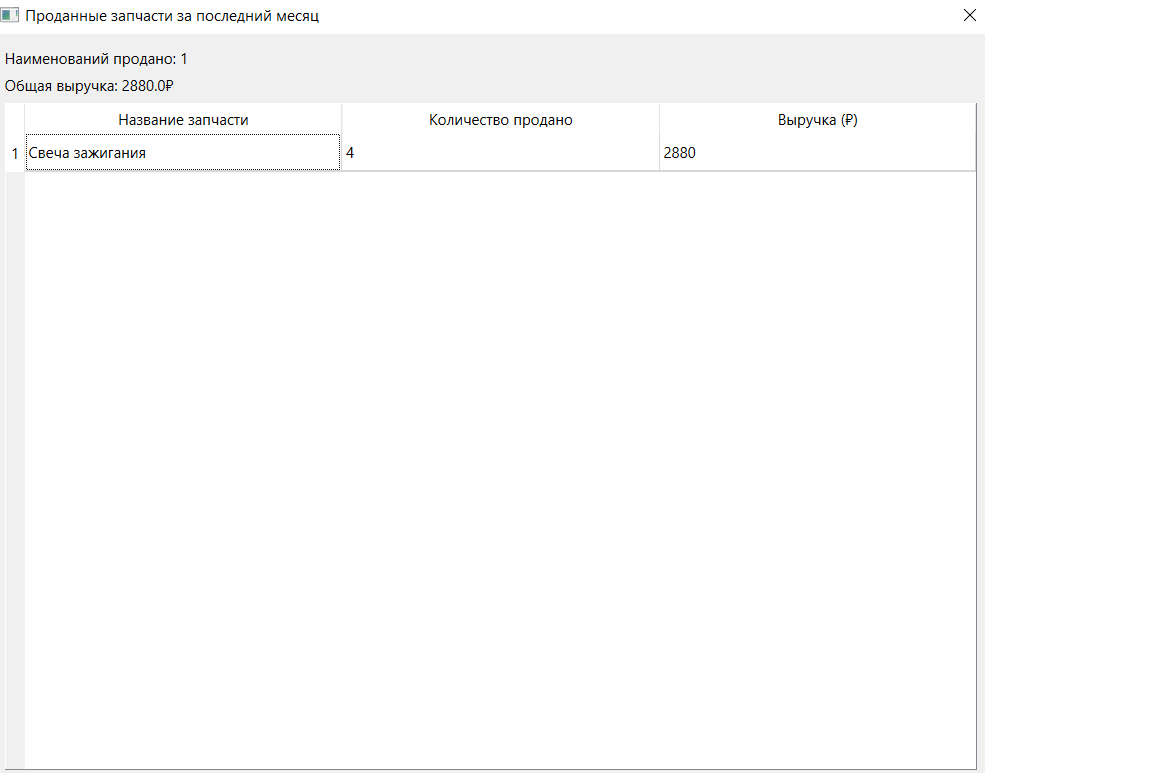 Проданные запчасти за последний месяц
Наименований продано: 1
Общая выручка: 2880.0₽
Название запчасти Количество продано Выручка (₽)
1 Свеча зажигания 4 2880